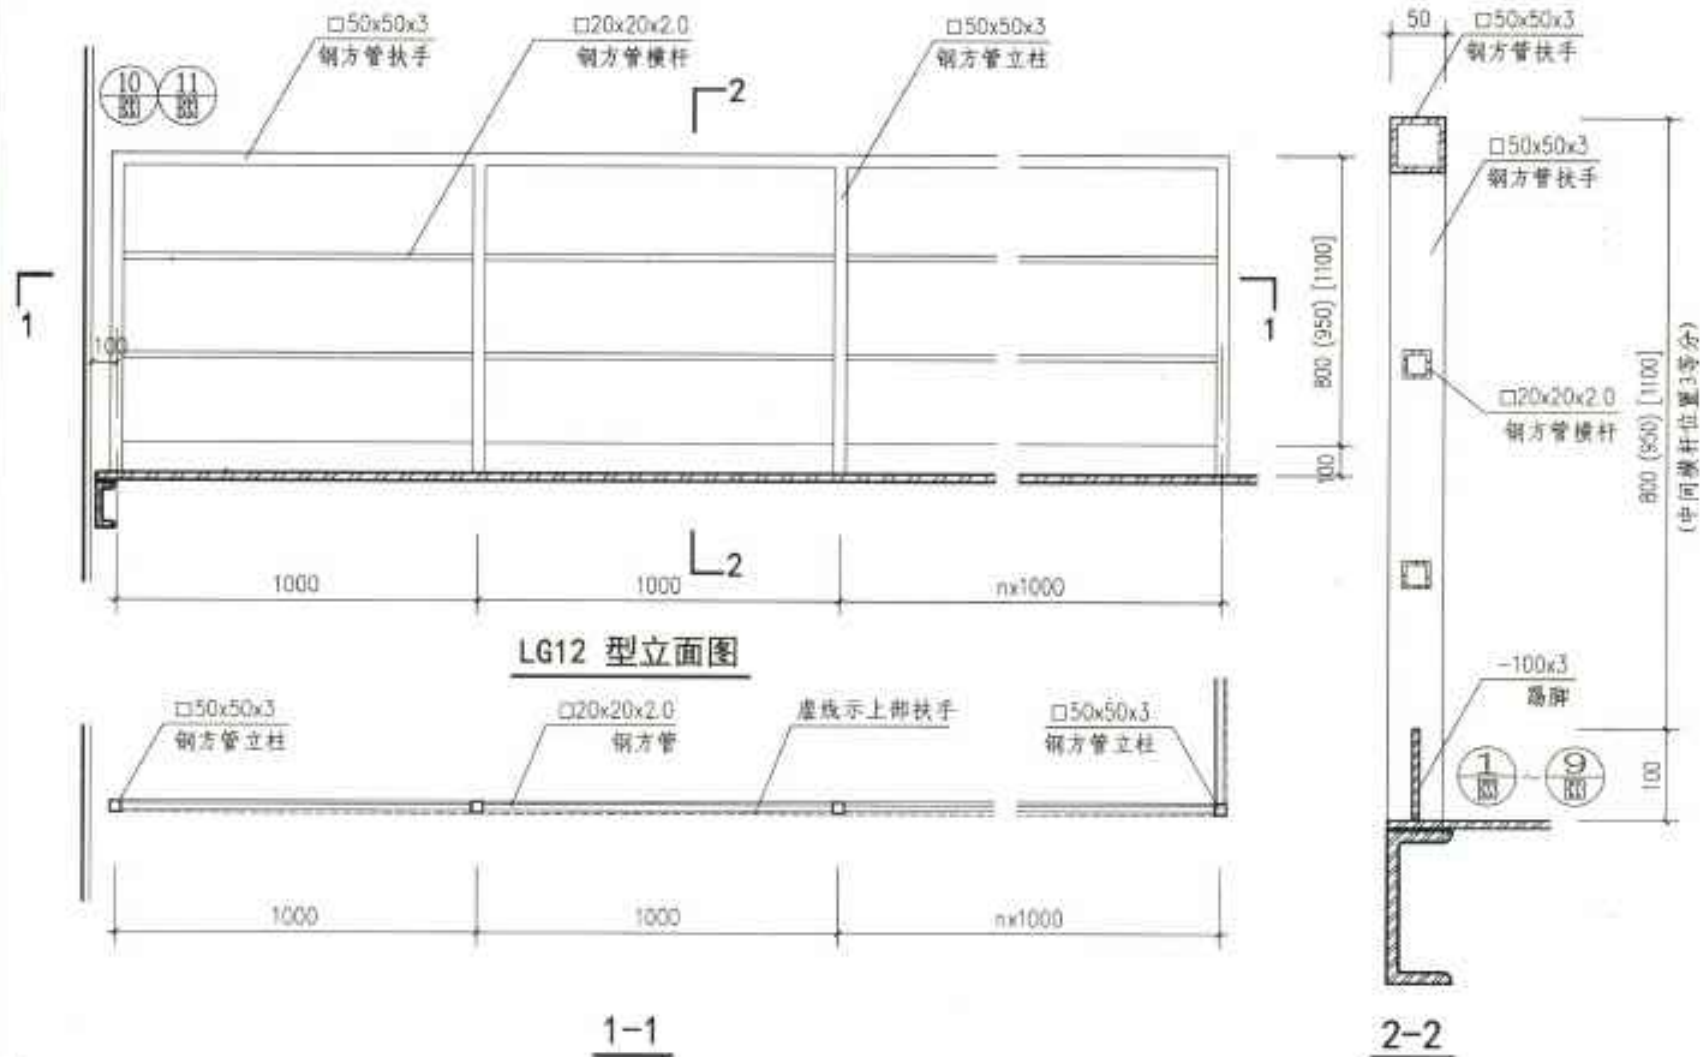 □50x50x3
钢方管扶手
□20x20x2.0
钢方管横杆
□50x50x3
钢方管立柱
10
11
2
1
1
100
800 (950) [1100]
100
2
1000
1000
nx1000
LG12 型立面图
□50x50x3
钢方管立柱
□20x20x2.0
钢方管
虚线示上部扶手
□50x50x3
钢方管立柱
1000
1000
nx1000
1-1
50
□50x50x3
钢方管扶手
□50x50x3
钢方管扶手
□20x20x2.0
钢方管横杆
800 (950) [1100]
(中间横杆位置3等分)
-100x3
踢脚
1
~
9
100
2-2